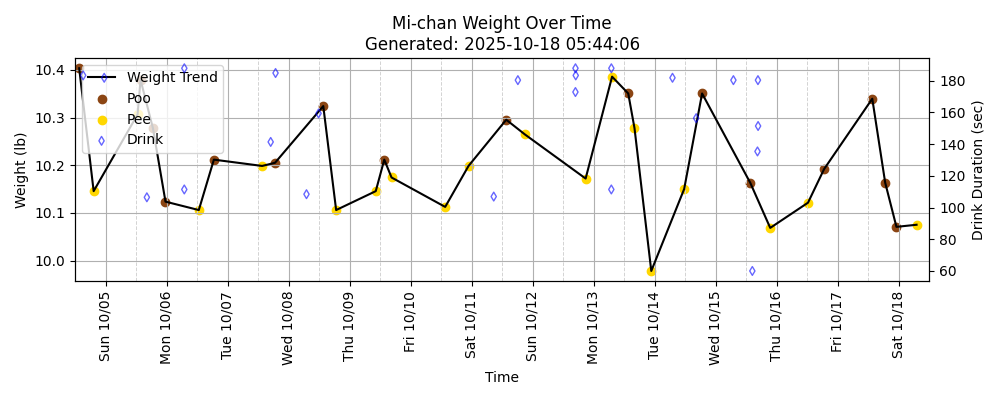 Mi-chan Weight Over Time
Generated: 2025-10-18 05:44:06
Weight (lb)
10.4
10.3
10.2
10.1
10.0
Weight Trend
Poo
Pee
Drink
180
160
140
120
100
80
60
Drink Duration (sec)
Sun 10/05
Mon 10/06
Tue 10/07
Wed 10/08
Thu 10/09
Fri 10/10
Sat 10/11
Sun 10/12
Mon 10/13
Tue 10/14
Wed 10/15
Thu 10/16
Fri 10/17
Sat 10/18
Time